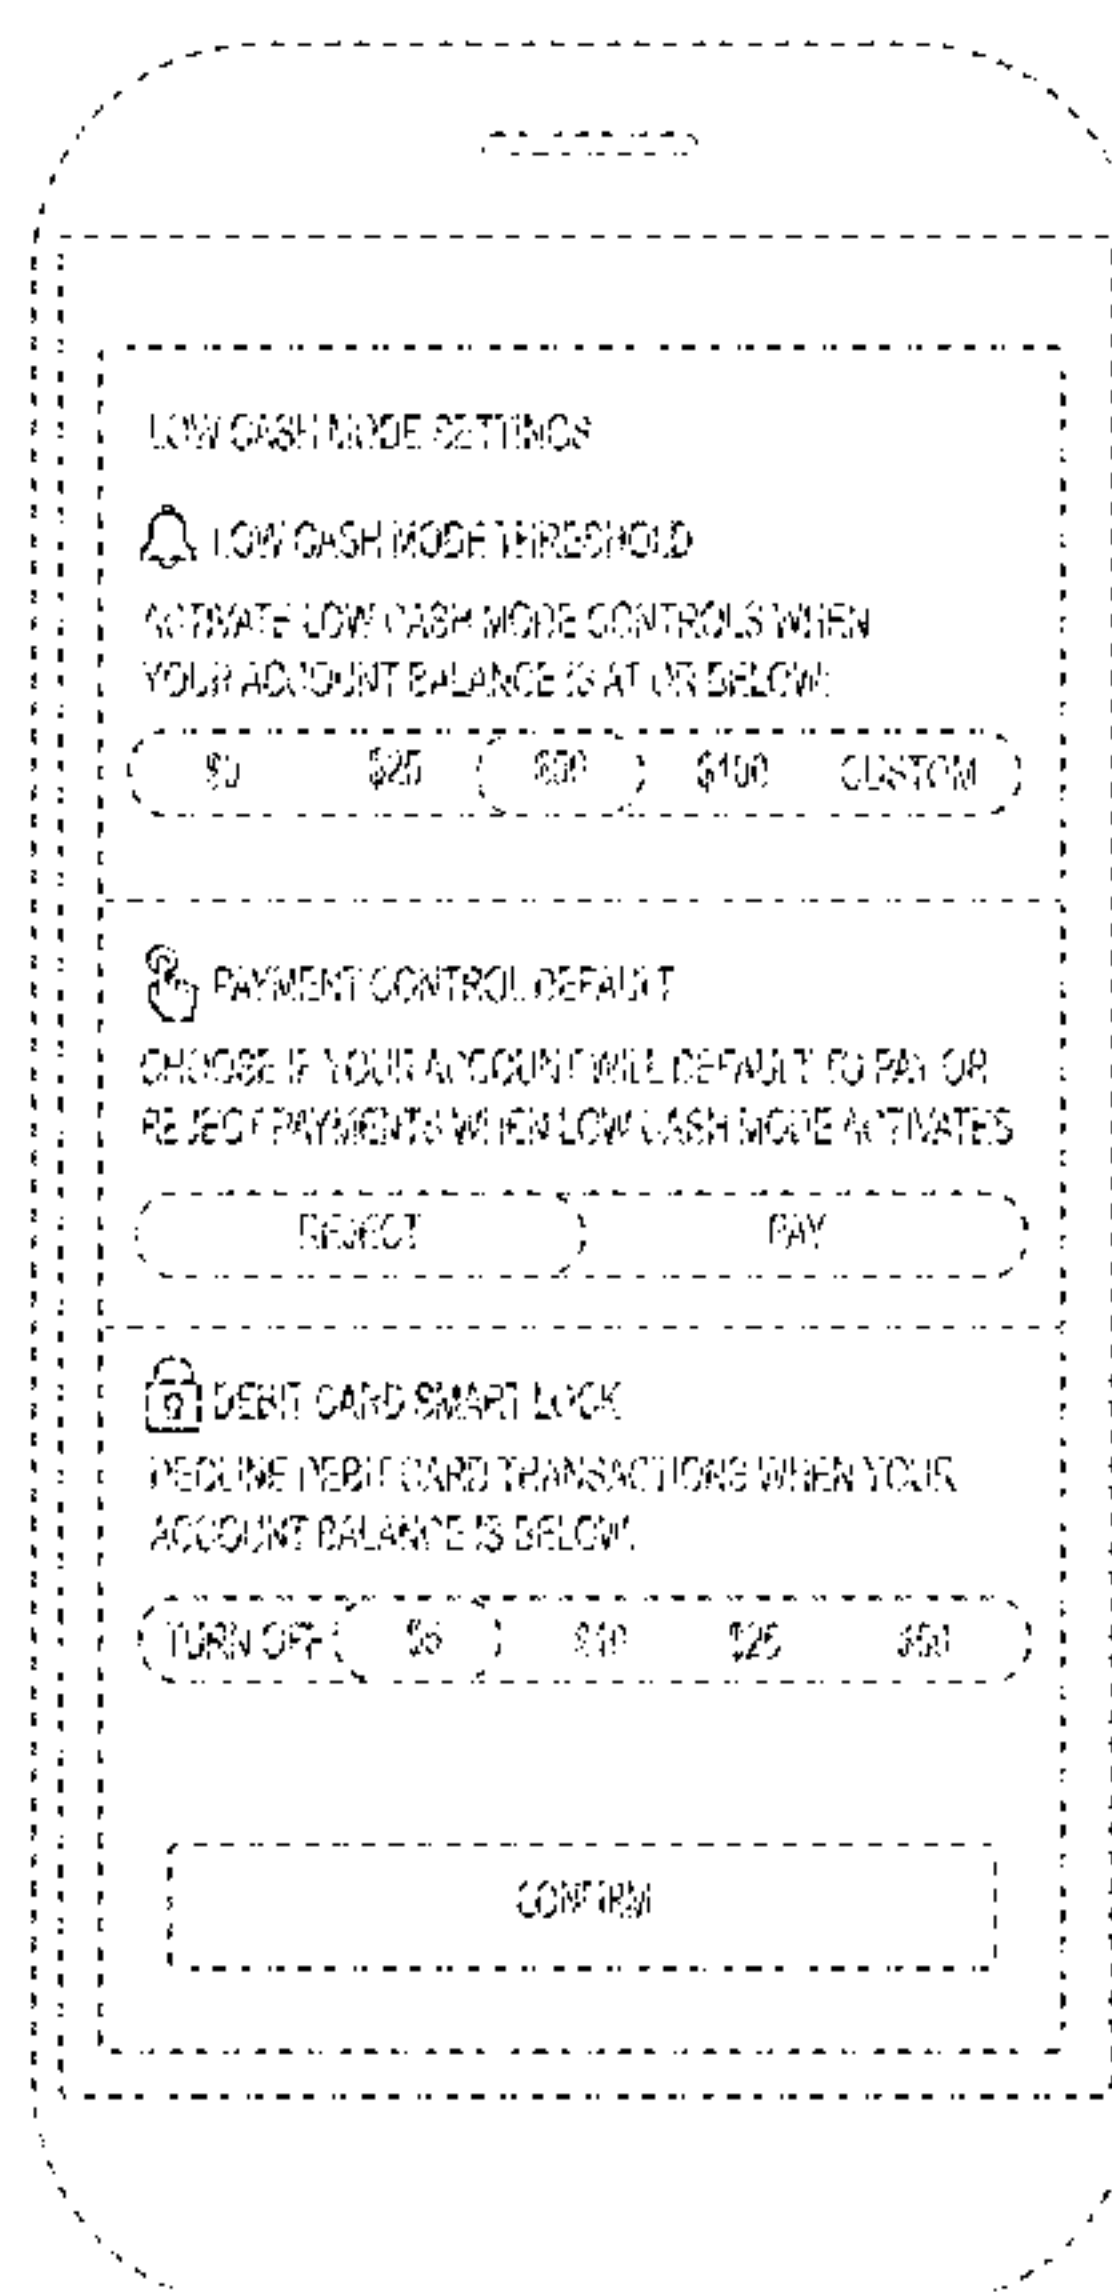 LOW CASH MODE SETTINGS
LOW CASH MODE THRESHOLD
ACTIVATE LOW CASH MODE CONTROLS WHEN
YOUR ACCOUNT BALANCE IS AT OR BELOW:
$0 $25 $50 $100 CUSTOM
PAYMENT CONTROL DEFAULT
CHOOSE IF YOUR ACCOUNT WILL DEFAULT TO PAY OR
REJECT PAYMENTS WHEN LOW CASH MODE ACTIVATES
REJECT PAY
DEBIT CARD SMART LOCK
DECLINE DEBIT CARD TRANSACTIONS WHEN YOUR
ACCOUNT BALANCE IS BELOW:
TURN OFF $5 $10 $25 $50
CONFIRM